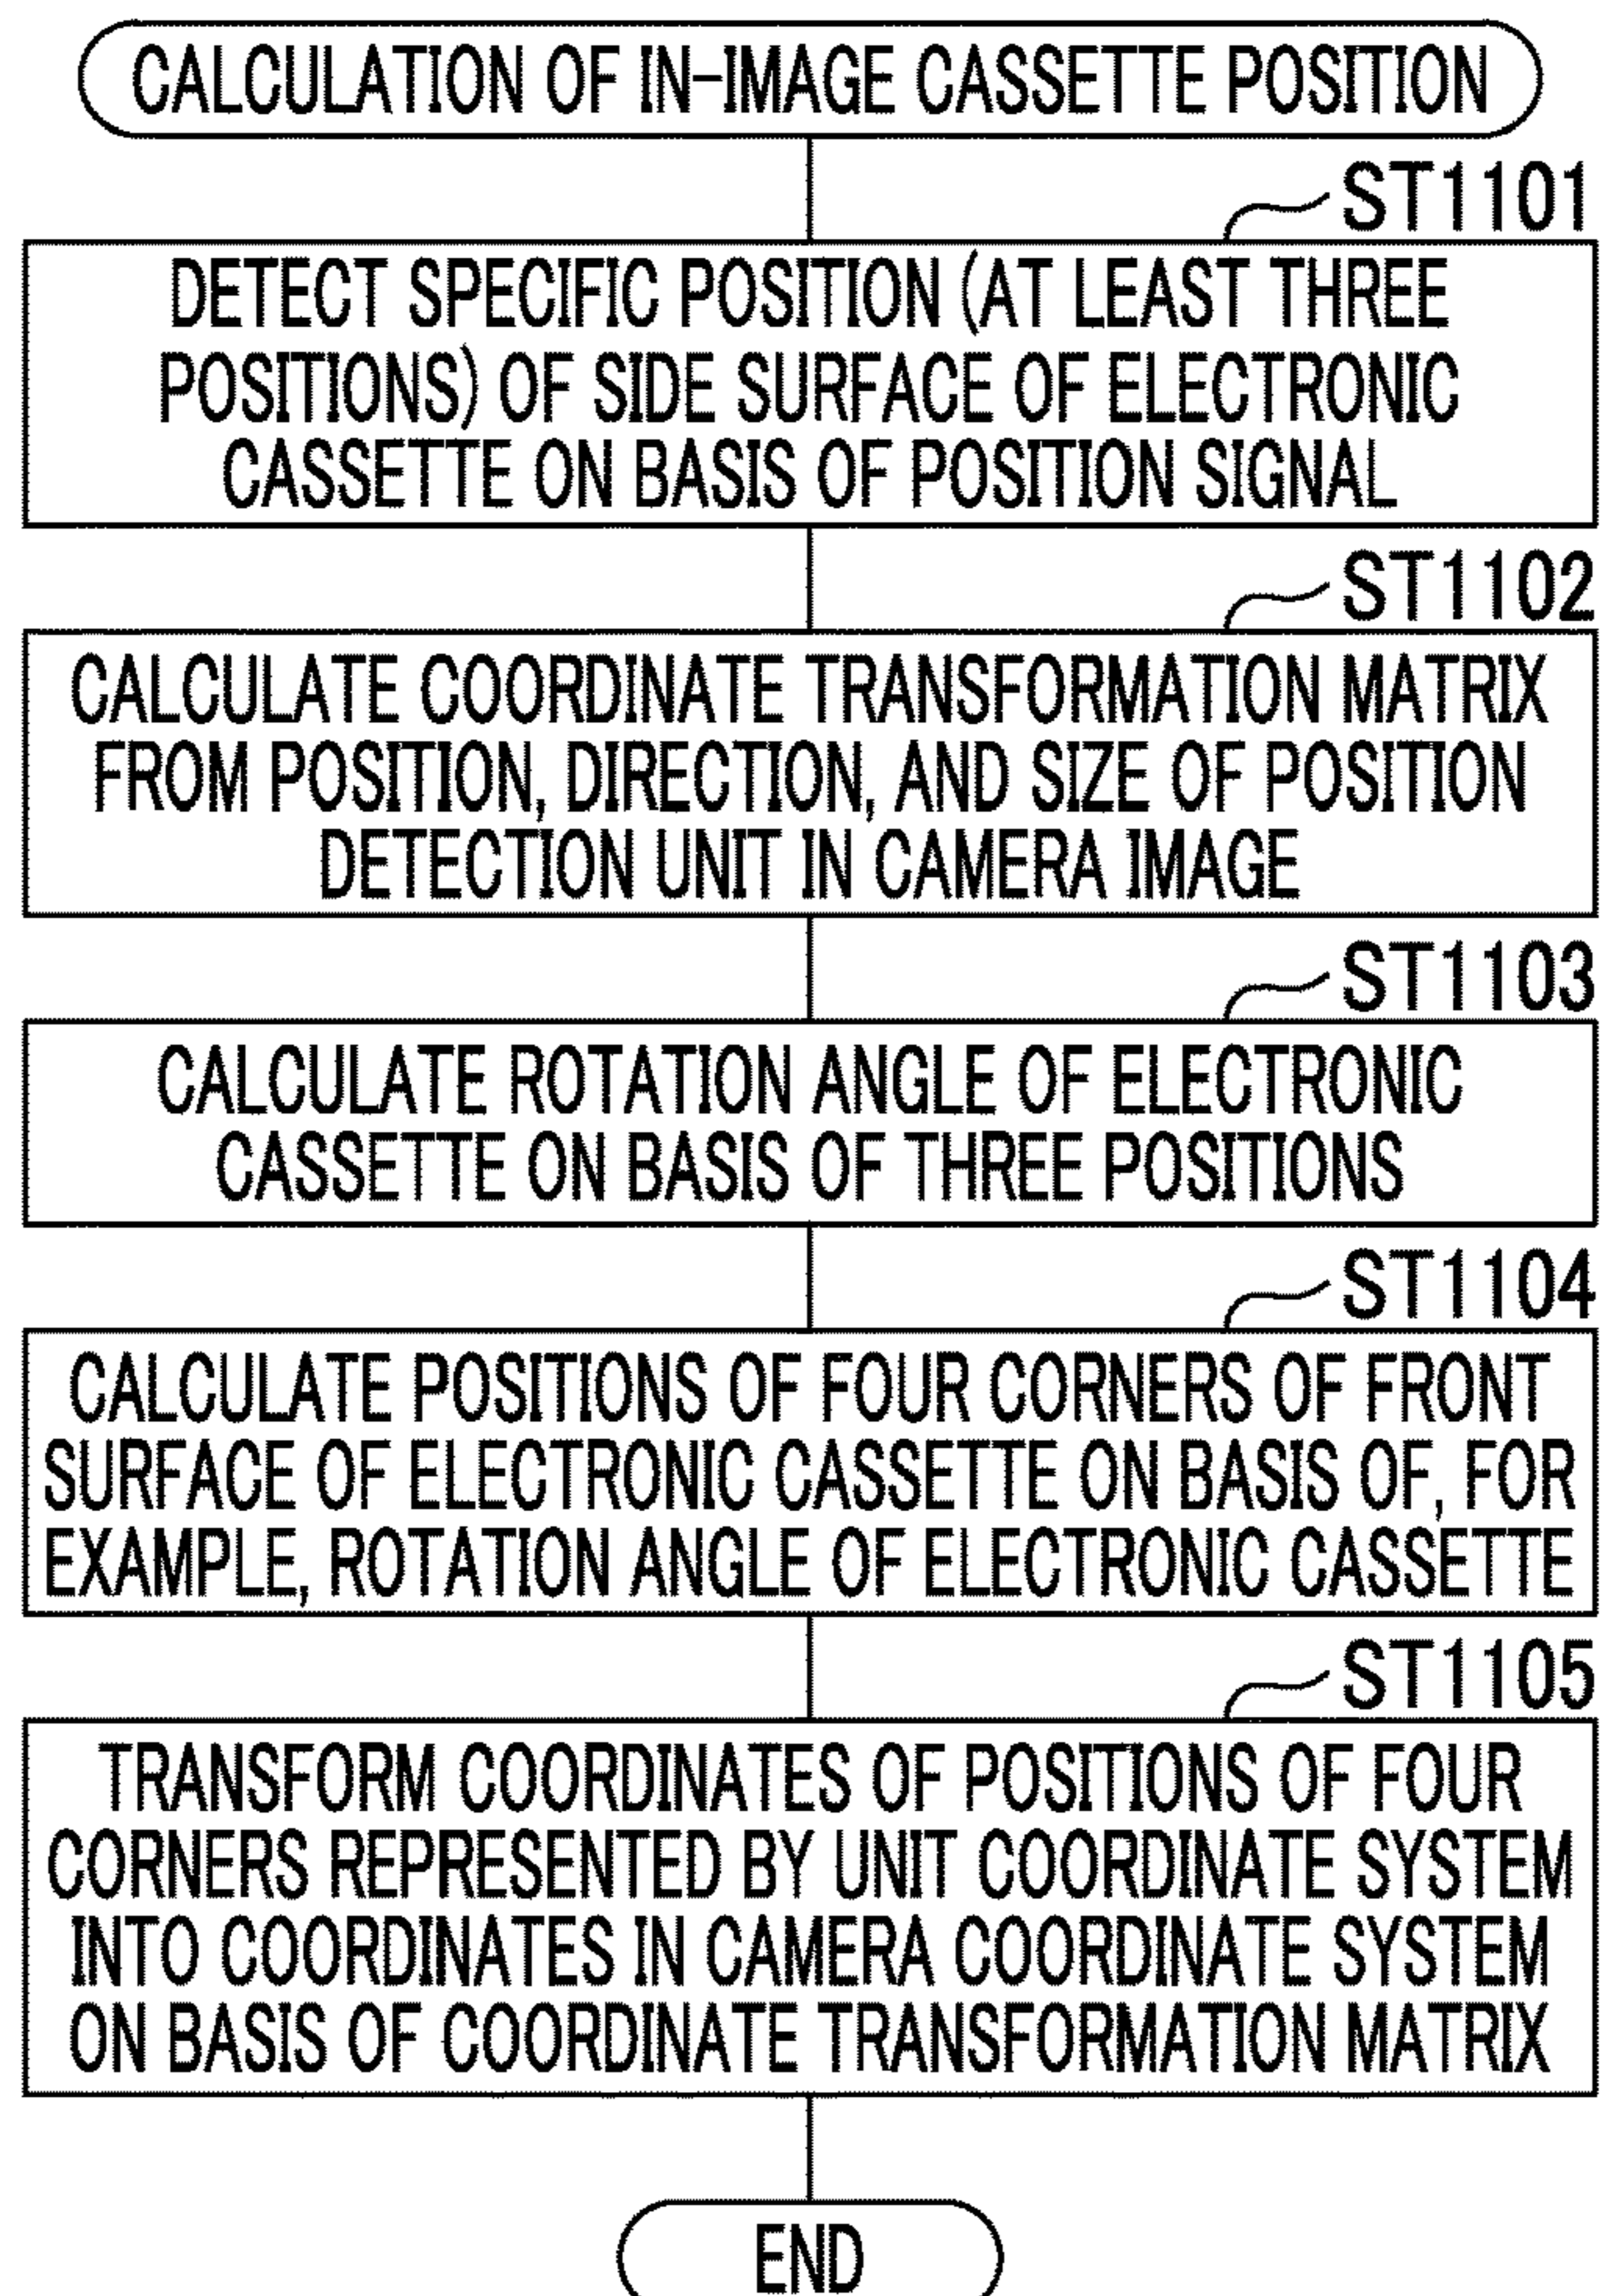 CALCULATION OF IN-IMAGE CASSETTE POSITION
ST1101
DETECT SPECIFIC POSITION (AT LEAST THREE
POSITIONS) OF SIDE SURFACE OF ELECTRONIC
CASSETTE ON BASIS OF POSITION SIGNAL
ST1102
CALCULATE COORDINATE TRANSFORMATION MATRIX
FROM POSITION, DIRECTION, AND SIZE OF POSITION
DETECTION UNIT IN CAMERA IMAGE
ST1103
CALCULATE ROTATION ANGLE OF ELECTRONIC
CASSETTE ON BASIS OF THREE POSITIONS
ST1104
CALCULATE POSITIONS OF FOUR CORNERS OF FRONT
SURFACE OF ELECTRONIC CASSETTE ON BASIS OF, FOR
EXAMPLE, ROTATION ANGLE OF ELECTRONIC CASSETTE
ST1105
TRANSFORM COORDINATES OF POSITIONS OF FOUR
CORNERS REPRESENTED BY UNIT COORDINATE SYSTEM
INTO COORDINATES IN CAMERA COORDINATE SYSTEM
ON BASIS OF COORDINATE TRANSFORMATION MATRIX
END